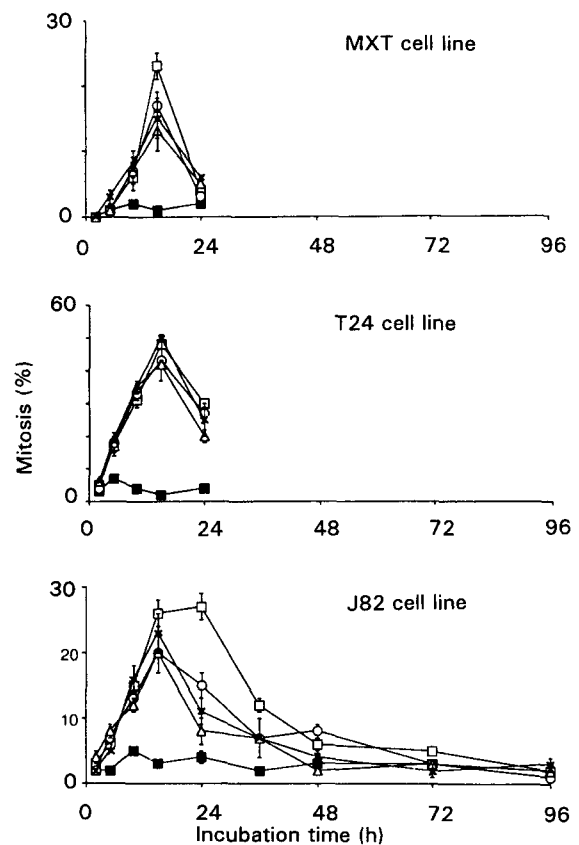 30
MXT cell line
0
24 48 72 96
60
T24 cell line
Mitosis (%)
0
0 24 48 72 96
30
J82 cell line
20
10
0
0 24 48 72 96
Incubation time (h)